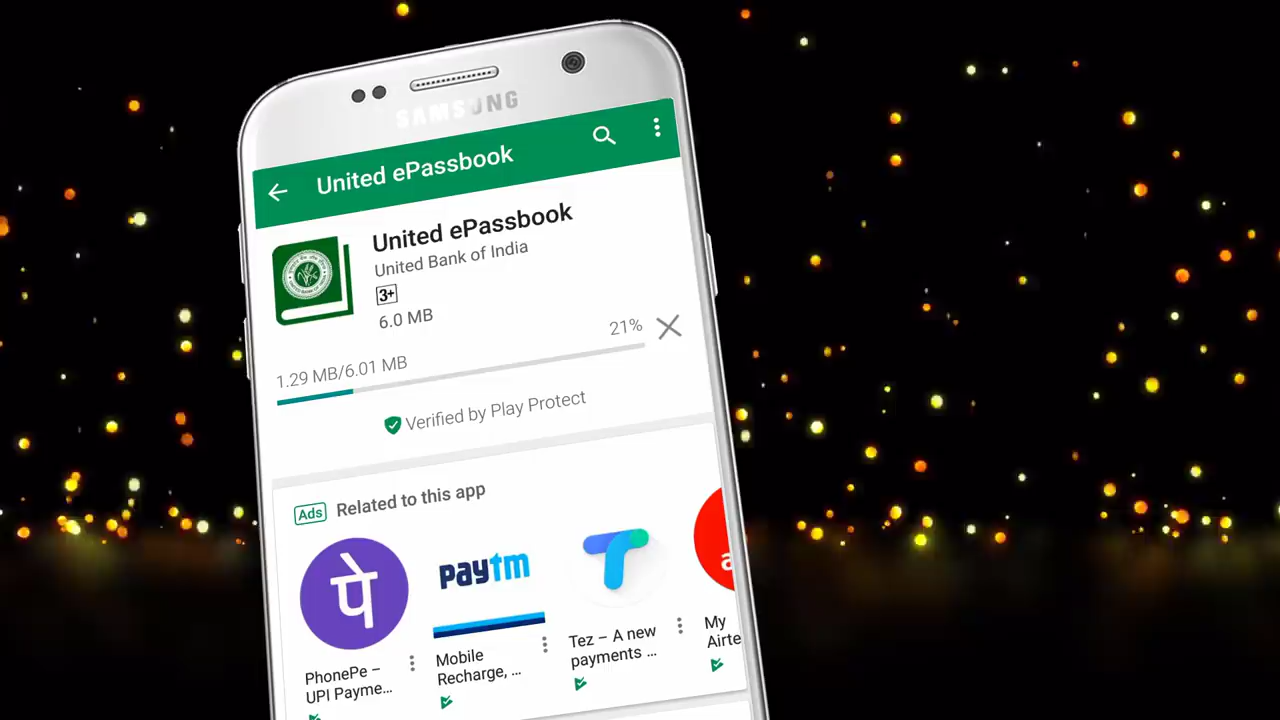 SAMSUNG
United ePassbook
United ePassbook
United Bank of India
3+
6.0 MB
21%
1.29 MB/6.01 MB
Verified by Play Protect
Ads Related to this app
पे
paytm
a
PhonePe –
UPI Payme...
Mobile
Recharge, ...
Tez – A new
payments ...
My
Airte